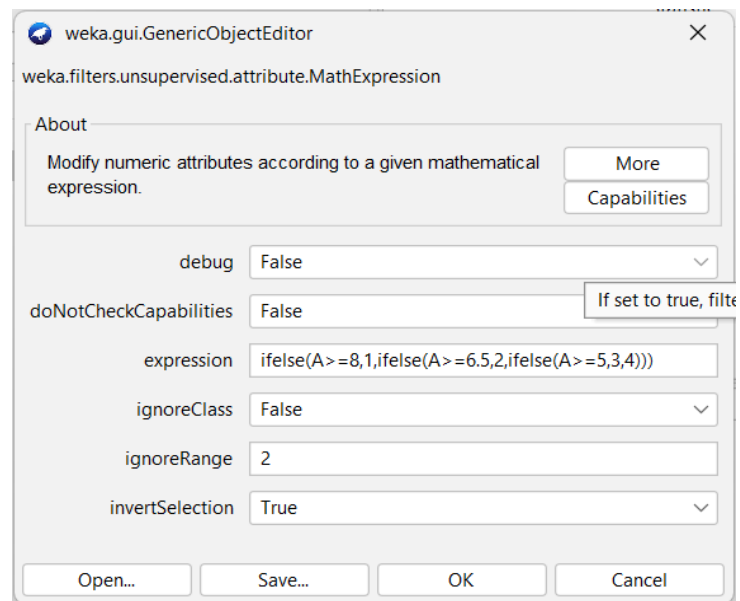 weka.gui.GenericObjectEditor
weka.filters.unsupervised.attribute.MathExpression
About
Modify numeric attributes according to a given mathematical
expression.
More
Capabilities
debug False
If set to true, filte
doNotCheckCapabilities False
expression ifelse(A>=8,1,ifelse(A>=6.5,2,ifelse(A>=5,3,4)))
ignoreClass False
ignoreRange 2
invertSelection True
Open... Save... OK Cancel